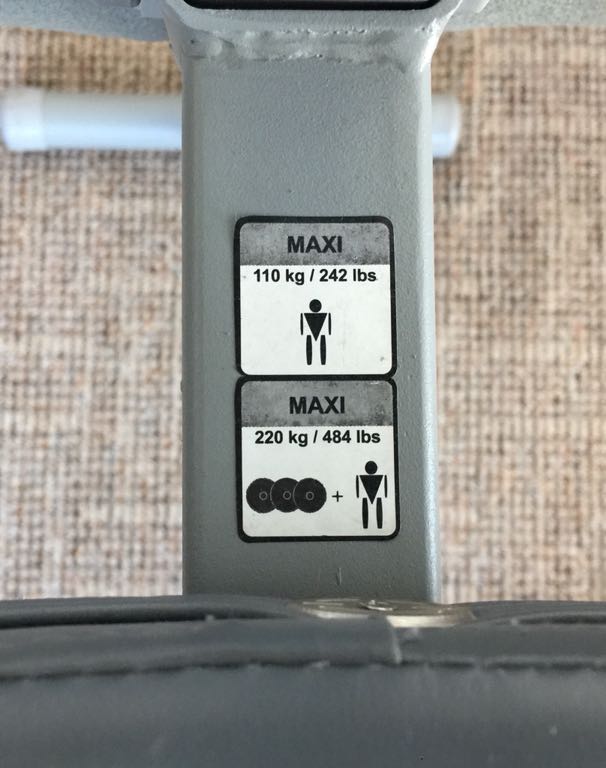 MAXI
110 kg / 242 lbs
MAXI
220 kg / 484 lbs
+